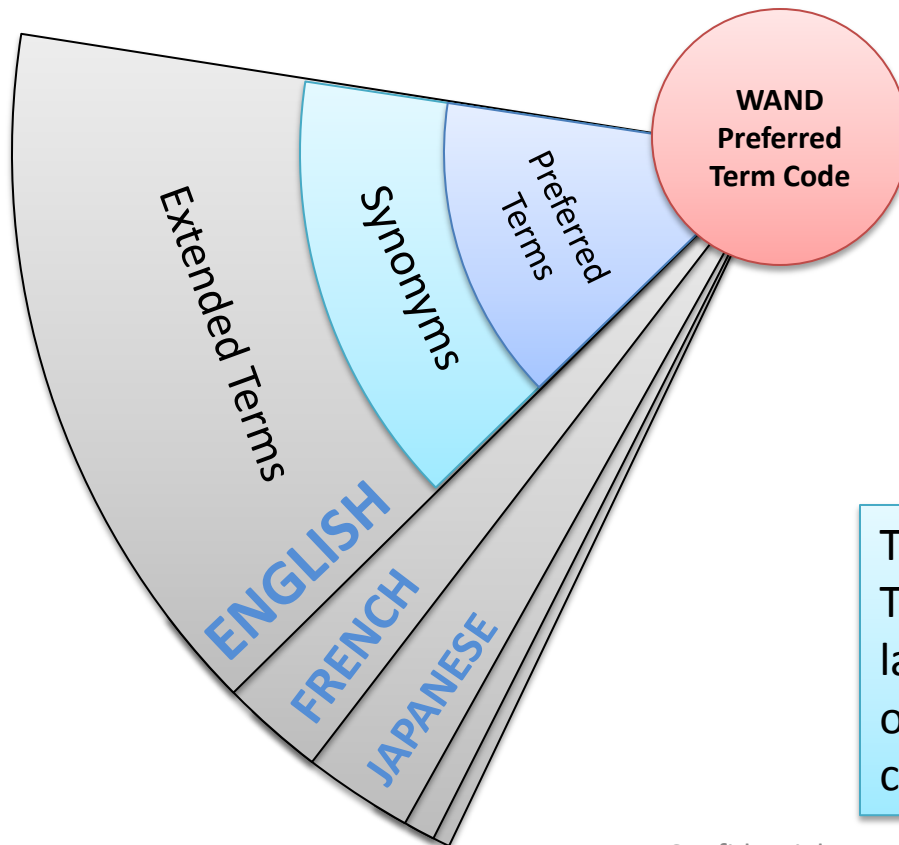 WAND
Preferred
Term Code
Preferred
Terms
Synonyms
Extended Terms
ENGLISH
FRENCH
JAPANESE